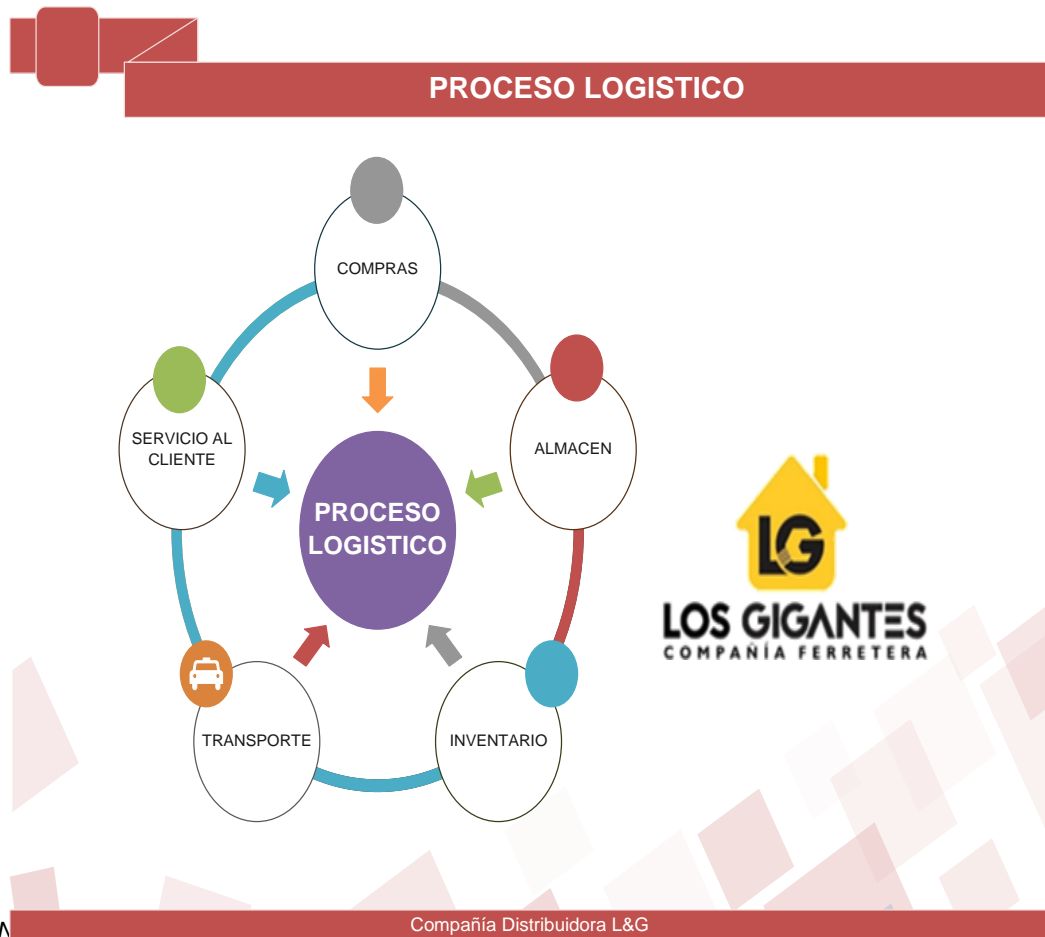 PROCESO LOGISTICO
COMPRAS
SERVICIO AL
CLIENTE
ALMACEN
PROCESO
LOGISTICO
LG
LOS GIGANTES
COMPAÑÍA FERRETERA
TRANSPORTE
INVENTARIO
Compañía Distribuidora L&G